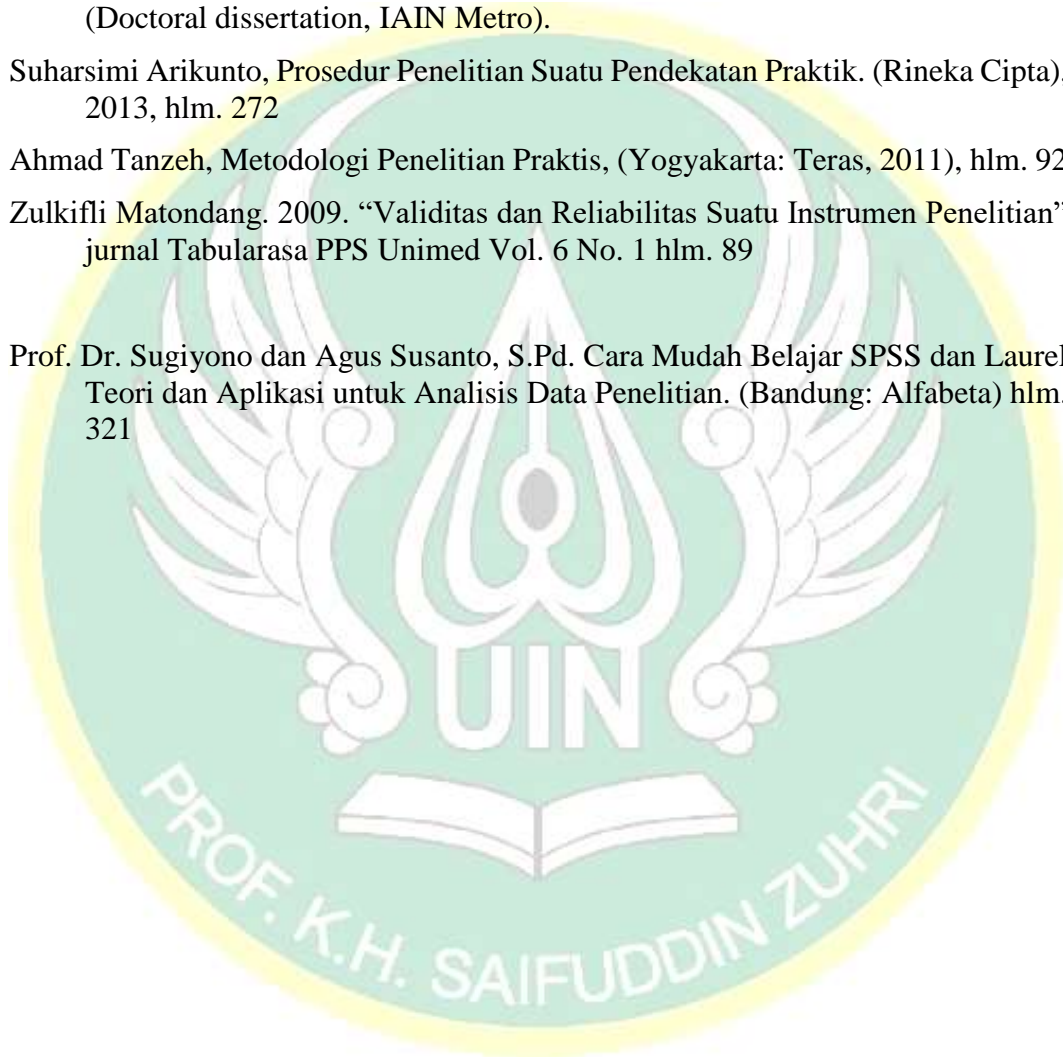 (Doctoral dissertation, IAIN Metro).
Suharsimi Arikunto, Prosedur Penelitian Suatu Pendekatan Praktik. (Rineka Cipta).
2013, hlm. 272
Ahmad Tanzeh, Metodologi Penelitian Praktis, (Yogyakarta: Teras, 2011), hlm. 92
Zulkifli Matondang. 2009. “Validitas dan Reliabilitas Suatu Instrumen Penelitian”
jurnal Tabularasa PPS Unimed Vol. 6 No. 1 hlm. 89
Prof. Dr. Sugiyono dan Agus Susanto, S.Pd. Cara Mudah Belajar SPSS dan Laurel
Teori dan Aplikasi untuk Analisis Data Penelitian. (Bandung: Alfabeta) hlm.
321
UIN
PROF. K.H. SAIFUDDIN ZUHRI